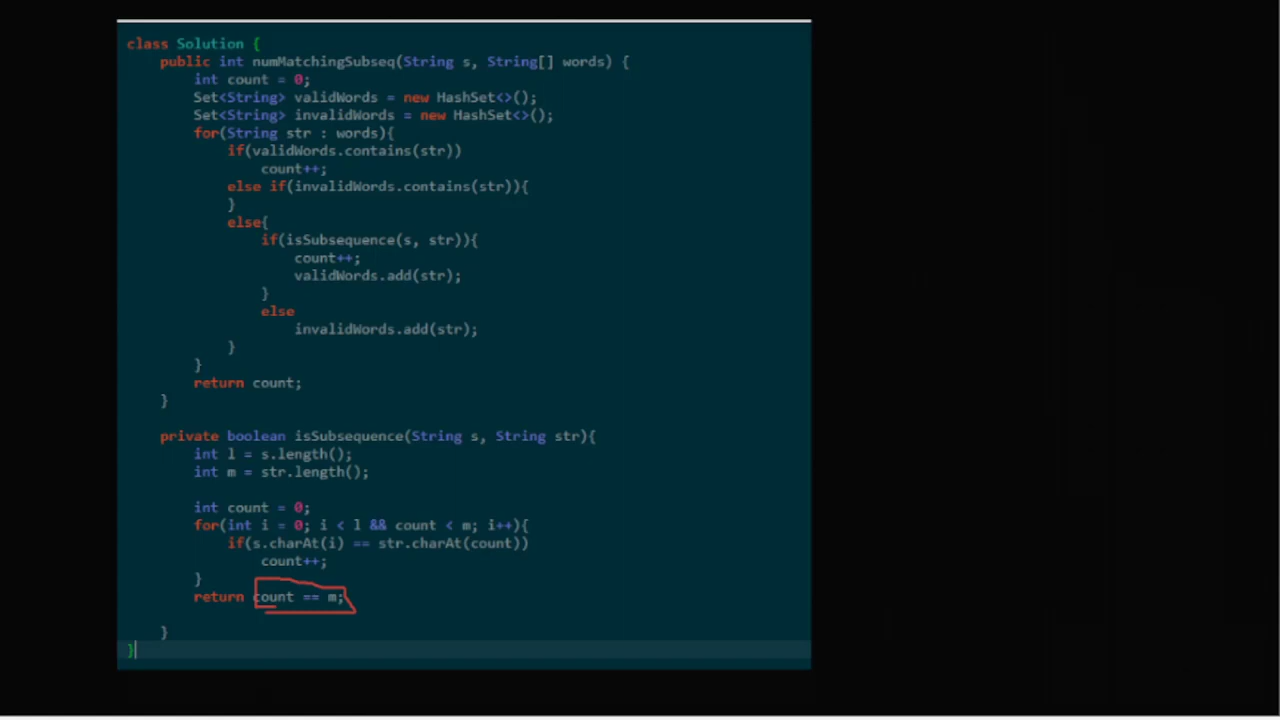 class Solution {
    public int numMatchingSubseq(String s, String[] words) {
        int count = 0;
        Set<String> validWords = new HashSet<>();
        Set<String> invalidWords = new HashSet<>();
        for(String str : words){
            if(validWords.contains(str))
                count++;
            else if(invalidWords.contains(str)){
            }
            else{
                if(isSubsequence(s, str)){
                    count++;
                    validWords.add(str);
                }
                else
                    invalidWords.add(str);
            }
        }
        return count;
    }
    private boolean isSubsequence(String s, String str){
        int l = s.length();
        int m = str.length();
        int count = 0;
        for(int i = 0; i < l && count < m; i++){
            if(s.charAt(i) == str.charAt(count))
                count++;
        }
        return count == m;
    }
}